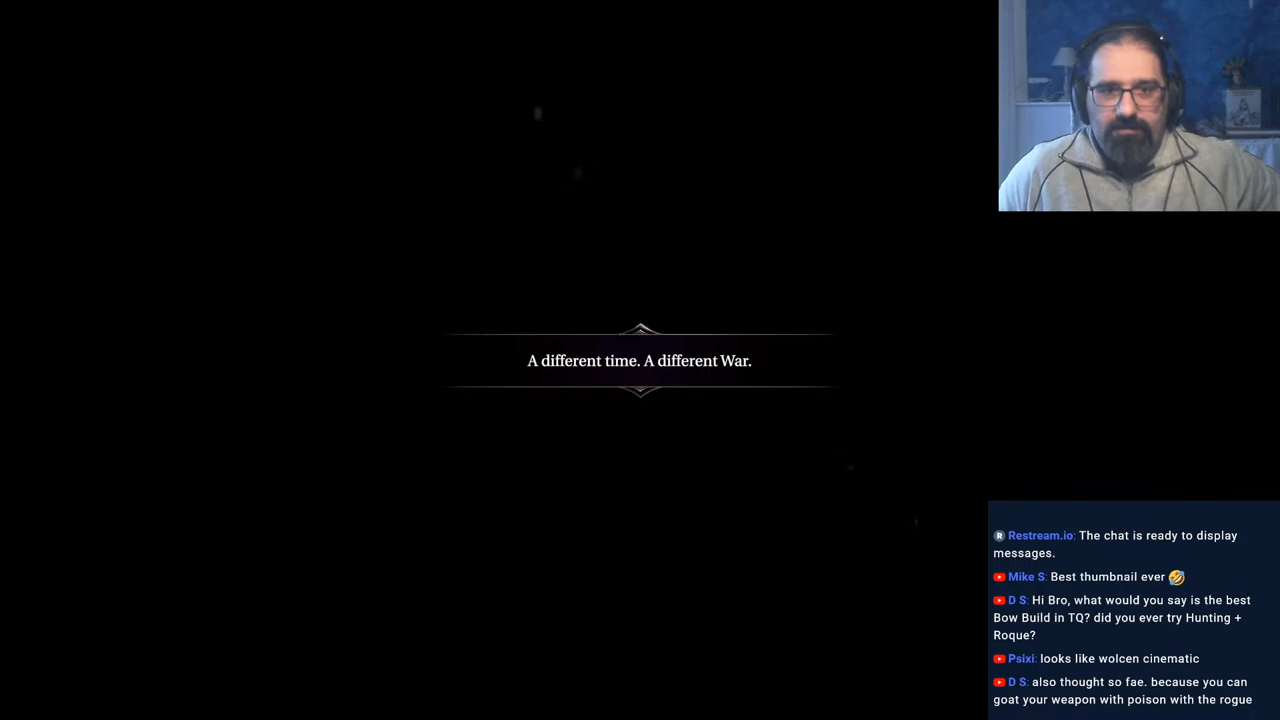 A different time. A different War.
Restream.io: The chat is ready to display
messages.
Mike S: Best thumbnail ever 🤣
D S: Hi Bro, what would you say is the best
Bow Build in TQ? did you ever try Hunting +
Roque?
Psixi: looks like wolcen cinematic
D S: also thought so fae. because you can
goat your weapon with poison with the rogue